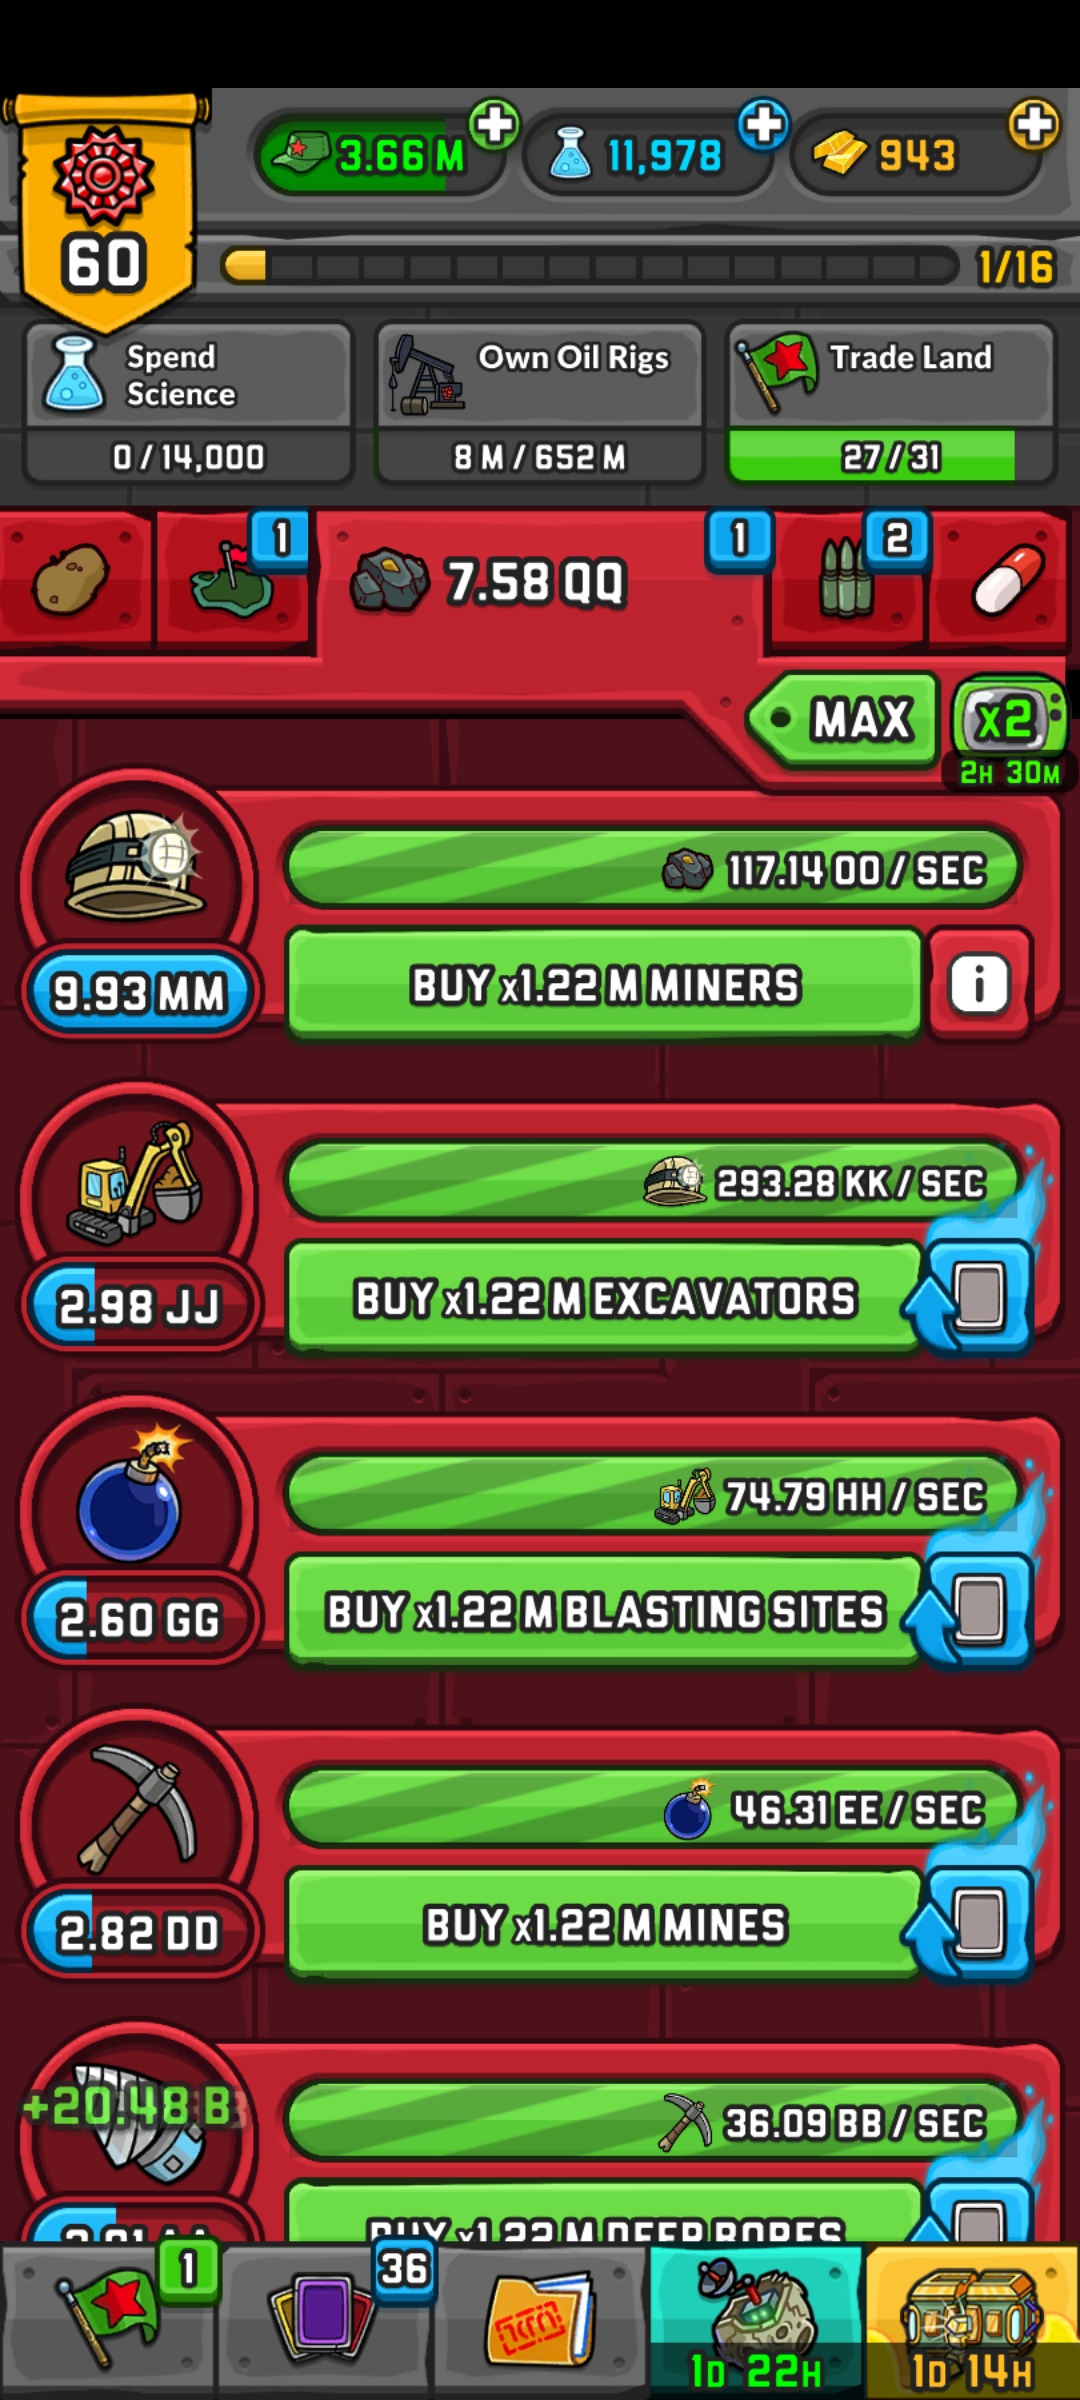 3.66 M
11,978
943
60
1/16
Spend
Science
0 / 14,000
Own Oil Rigs
8 M / 652 M
Trade Land
27 / 31
1
7.58 QQ
1
2
MAX
x2
2H 30M
117.14 OO / SEC
9.93 MM
BUY x1.22 M MINERS
i
293.28 KK / SEC
2.98 JJ
BUY x1.22 M EXCAVATORS
74.79 HH / SEC
2.60 GG
BUY x1.22 M BLASTING SITES
46.31 EE / SEC
2.82 DD
BUY x1.22 M MINES
+20.48 B
36.09 BB / SEC
BUY x1.22 M DEEP BORES
1
36
1D 22H
1D 14H